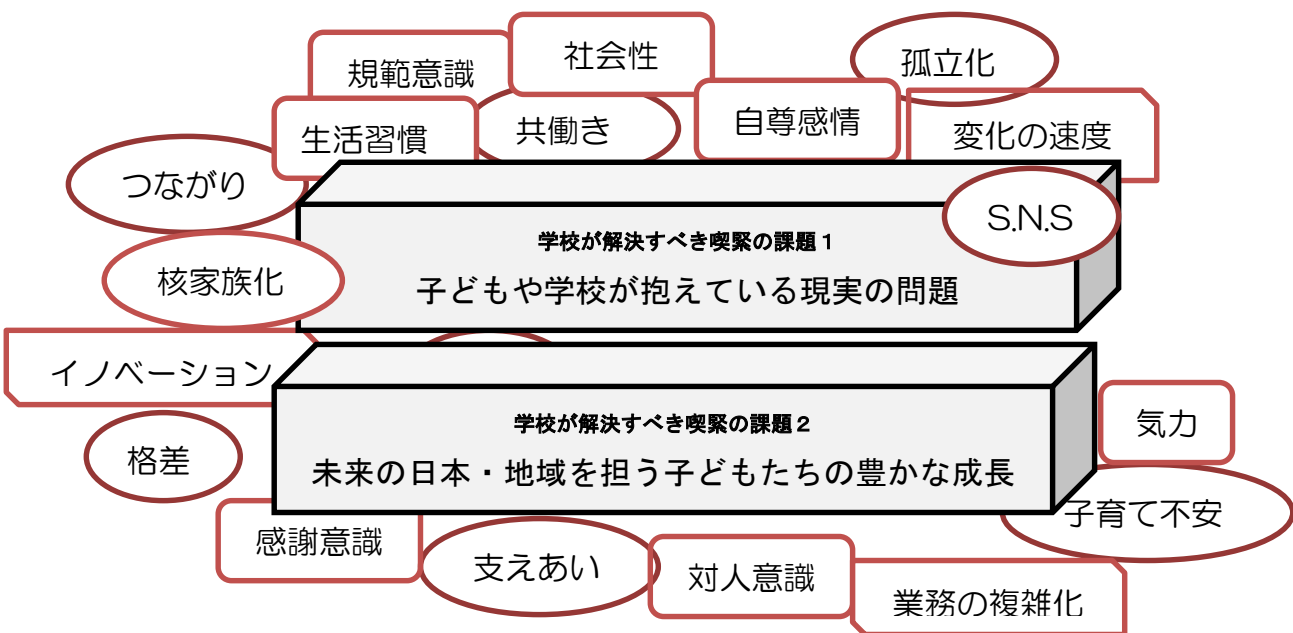 社会性
孤立化
規範意識
自尊感情
共働き
変化の速度
生活習慣
つながり
S.N.S
学校が解決すべき喫緊の課題1
核家族化
子どもや学校が抱えている現実の問題
イノベーション
学校が解決すべき喫緊の課題2
気力
格差
未来の日本・地域を担う子どもたちの豊かな成長
子育て不安
感謝意識
支えあい
対人意識
業務の複雑化